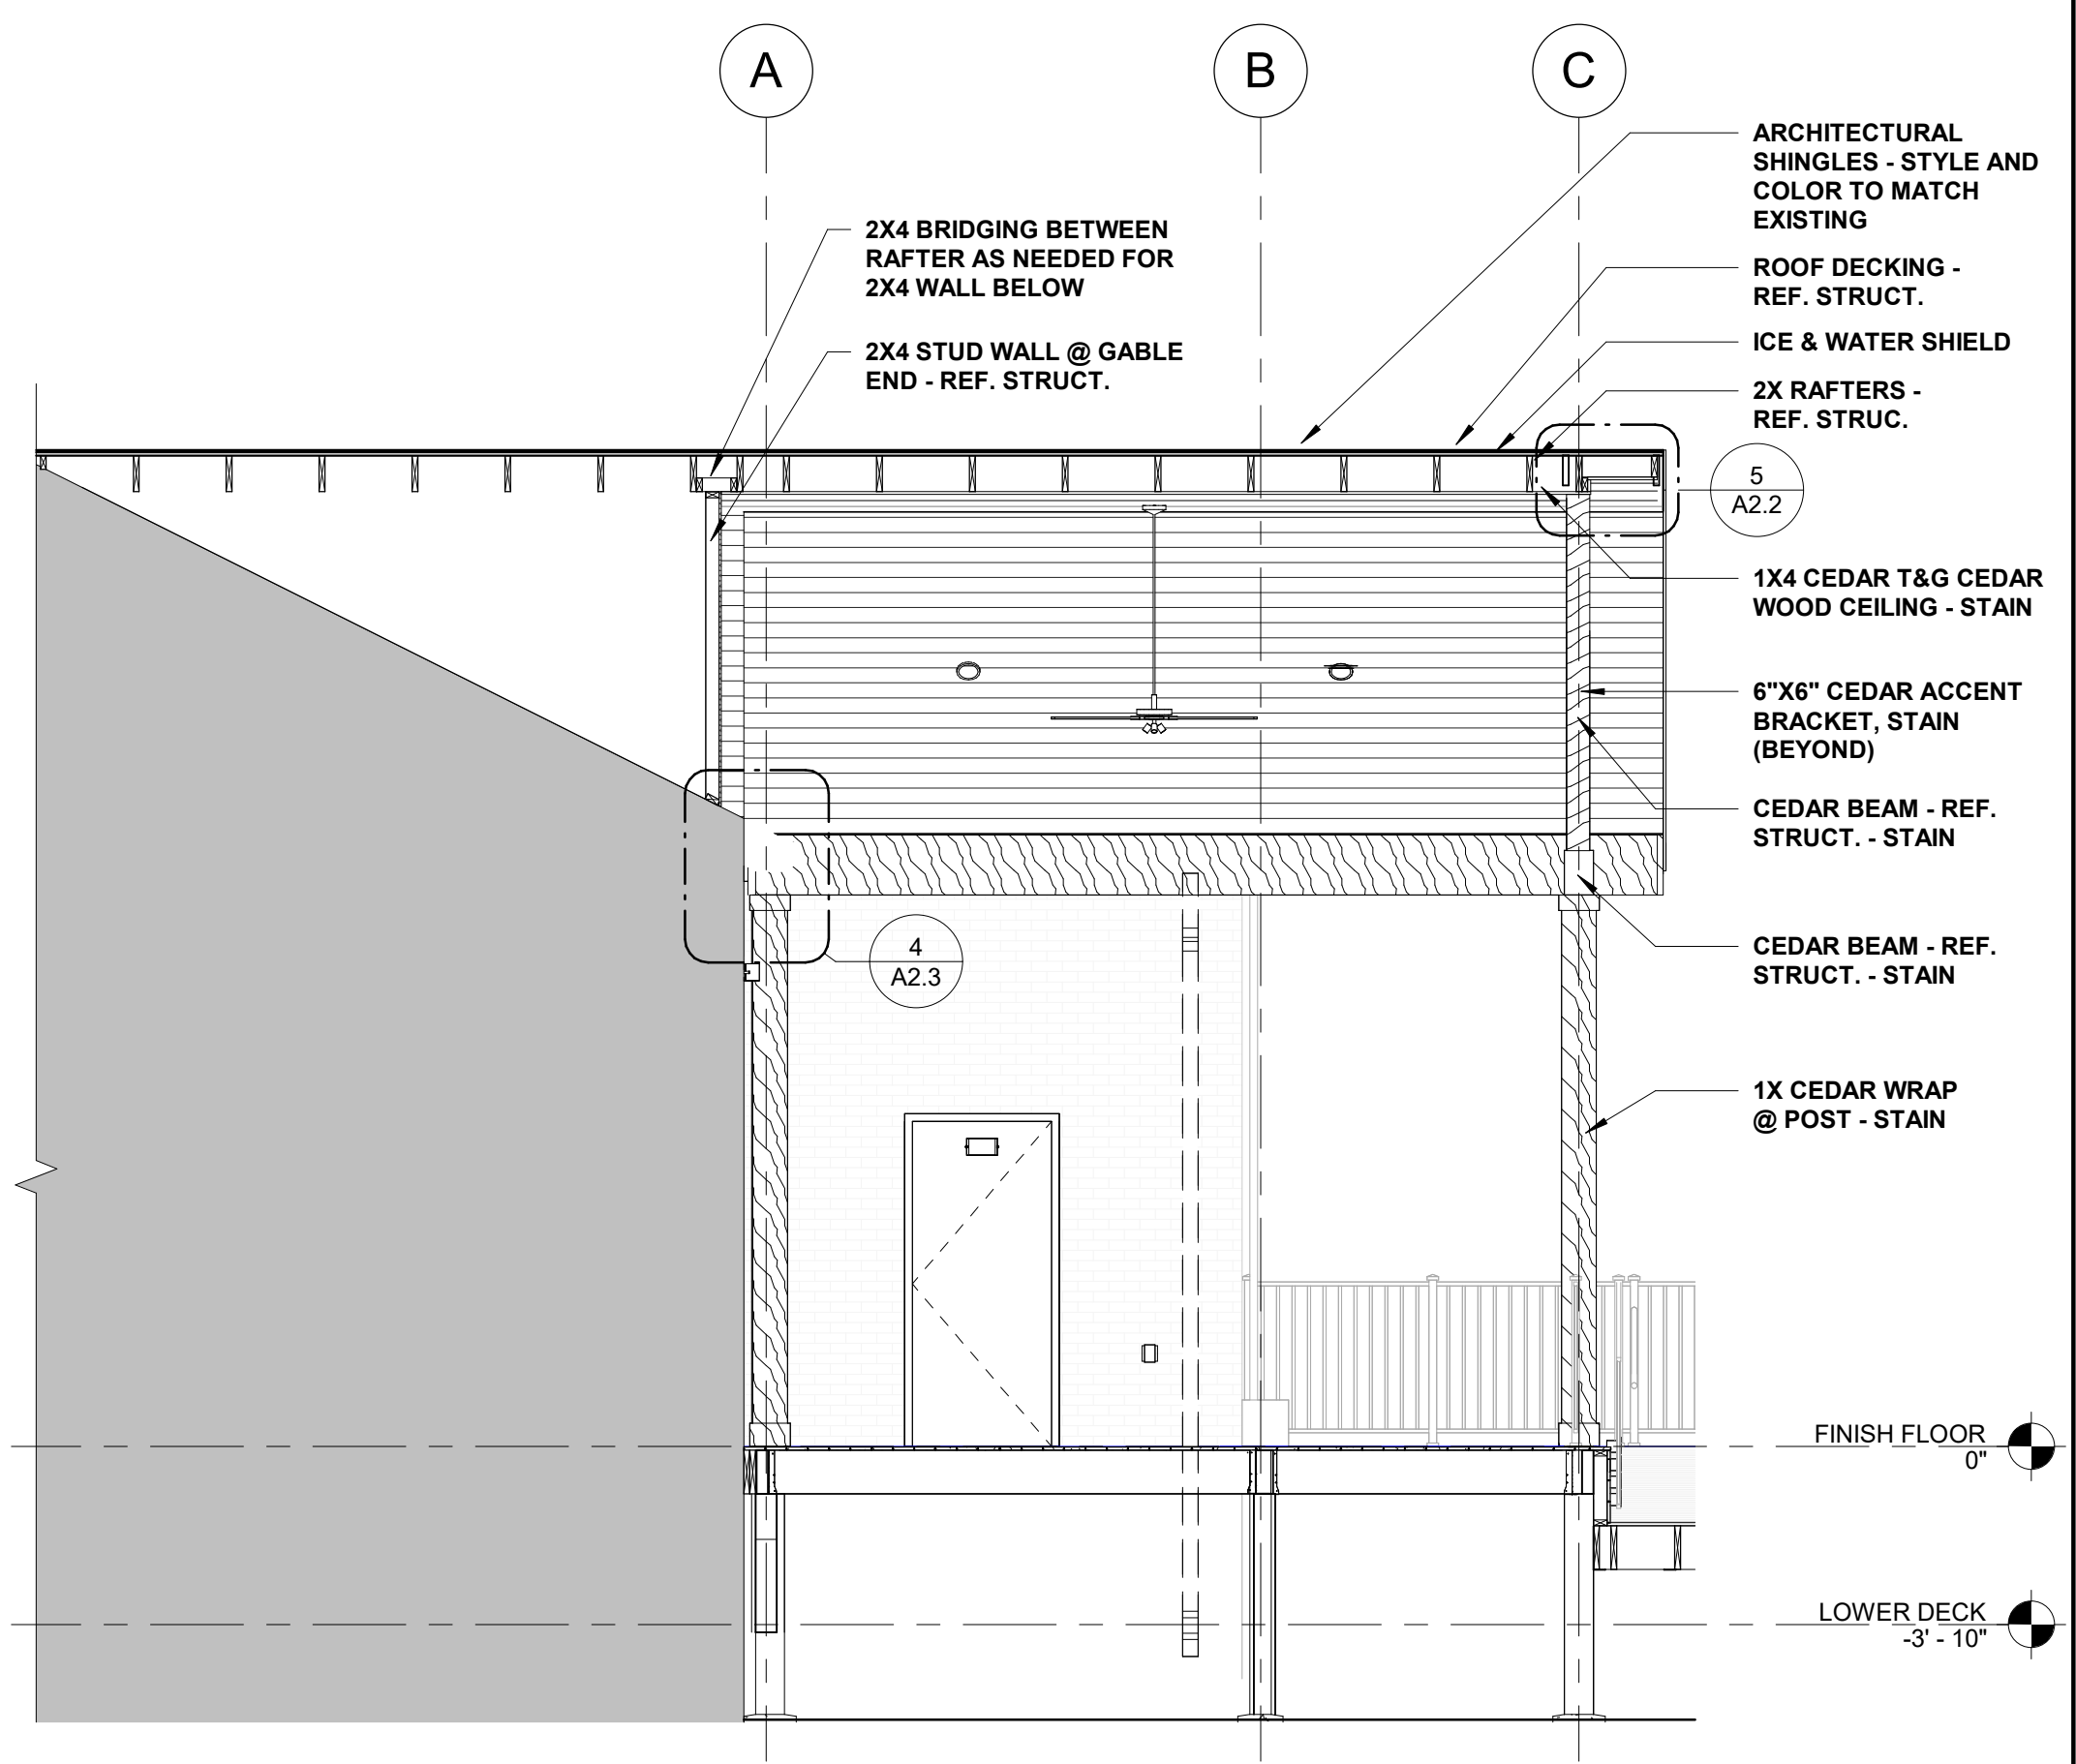 A
B
C
ARCHITECTURAL
SHINGLES - STYLE AND
COLOR TO MATCH
EXISTING
2X4 BRIDGING BETWEEN
RAFTER AS NEEDED FOR
2X4 WALL BELOW
ROOF DECKING -
REF. STRUCT.
ICE & WATER SHIELD
2X4 STUD WALL @ GABLE
END - REF. STRUCT.
2X RAFTERS -
REF. STRUC.
5
A2.2
1X4 CEDAR T&G CEDAR
WOOD CEILING - STAIN
6"X6" CEDAR ACCENT
BRACKET, STAIN
(BEYOND)
CEDAR BEAM - REF.
STRUCT. - STAIN
4
A2.3
CEDAR BEAM - REF.
STRUCT. - STAIN
1X CEDAR WRAP
@ POST - STAIN
FINISH FLOOR
0"
LOWER DECK
-3' - 10"